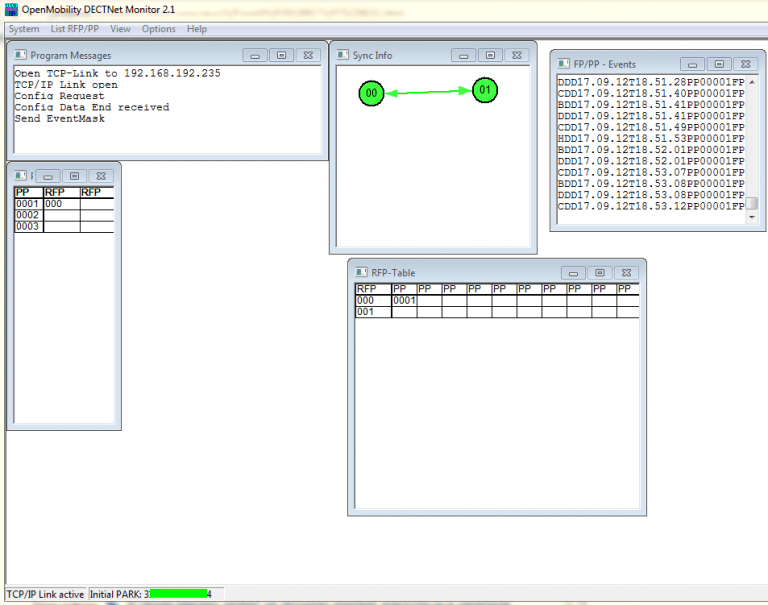 OpenMobility DECTNet Monitor 2.1
System List RFP/PP View Options Help
Program Messages
Open TCP-Link to 192.168.192.235
TCP/IP Link open
Config Request
Config Data End received
Send EventMask
Sync Info
00 01
FP/PP - Events
DDD17.09.12T18.51.28PP00001FP
CDD17.09.12T18.51.40PP00001FP
BDD17.09.12T18.51.41PP00001FP
DDD17.09.12T18.51.41PP00001FP
CDD17.09.12T18.51.49PP00001FP
HDD17.09.12T18.51.53PP00001FP
BDD17.09.12T18.52.01PP00001FP
DDD17.09.12T18.52.01PP00001FP
CDD17.09.12T18.53.07PP00001FP
BDD17.09.12T18.53.08PP00001FP
DDD17.09.12T18.53.08PP00001FP
CDD17.09.12T18.53.12PP00001FP
PP RFP RFP
0001 000
0002
0003
RFP-Table
RFP PP PP PP PP PP PP PP PP PP PP
000 0001
001
TCP/IP Link active Initial PARK: 3 4